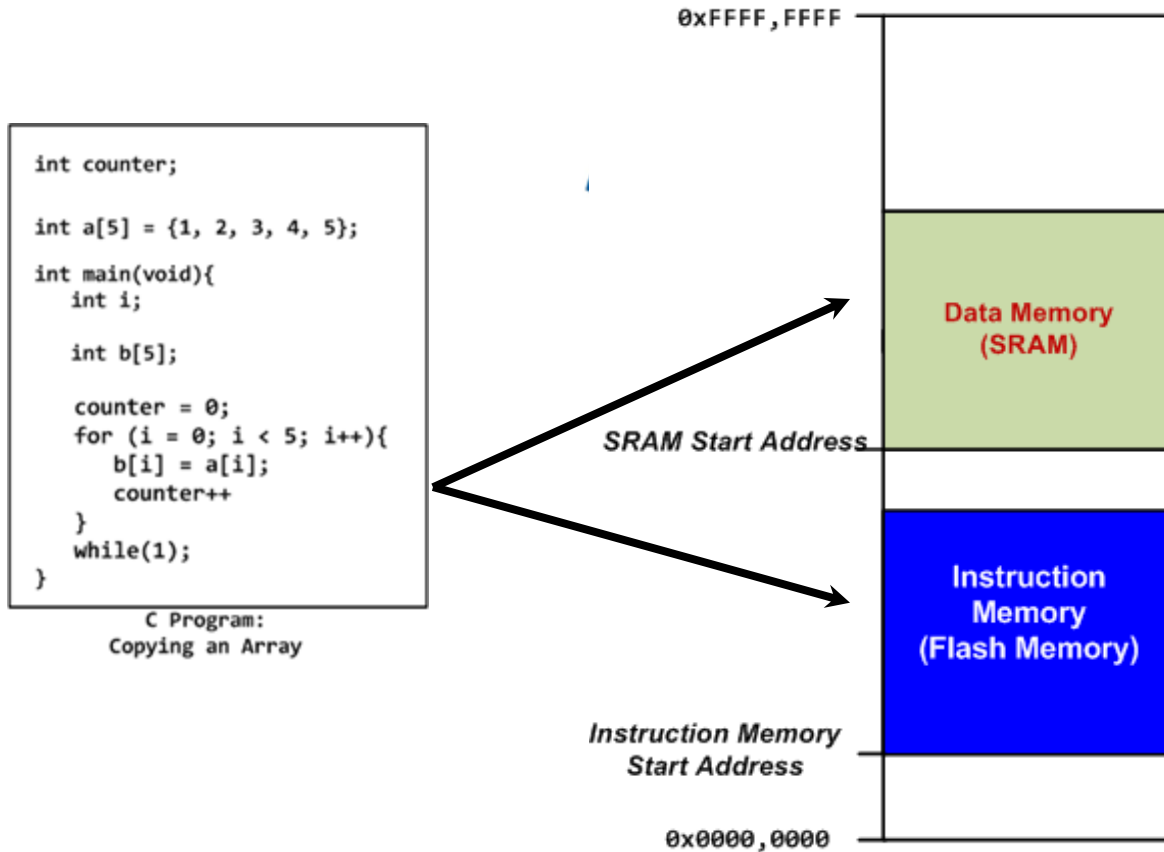 0xFFFF,FFFF
int counter;
int a[5] = {1, 2, 3, 4, 5};
int main(void){
int i;
int b[5];
counter = 0;
for (i = 0; i < 5; i++){
b[i] = a[i];
counter++
}
while(1);
}
C Program:
Copying an Array
Data Memory
(SRAM)
SRAM Start Address
Instruction
Memory
(Flash Memory)
Instruction Memory
Start Address
0x0000,0000